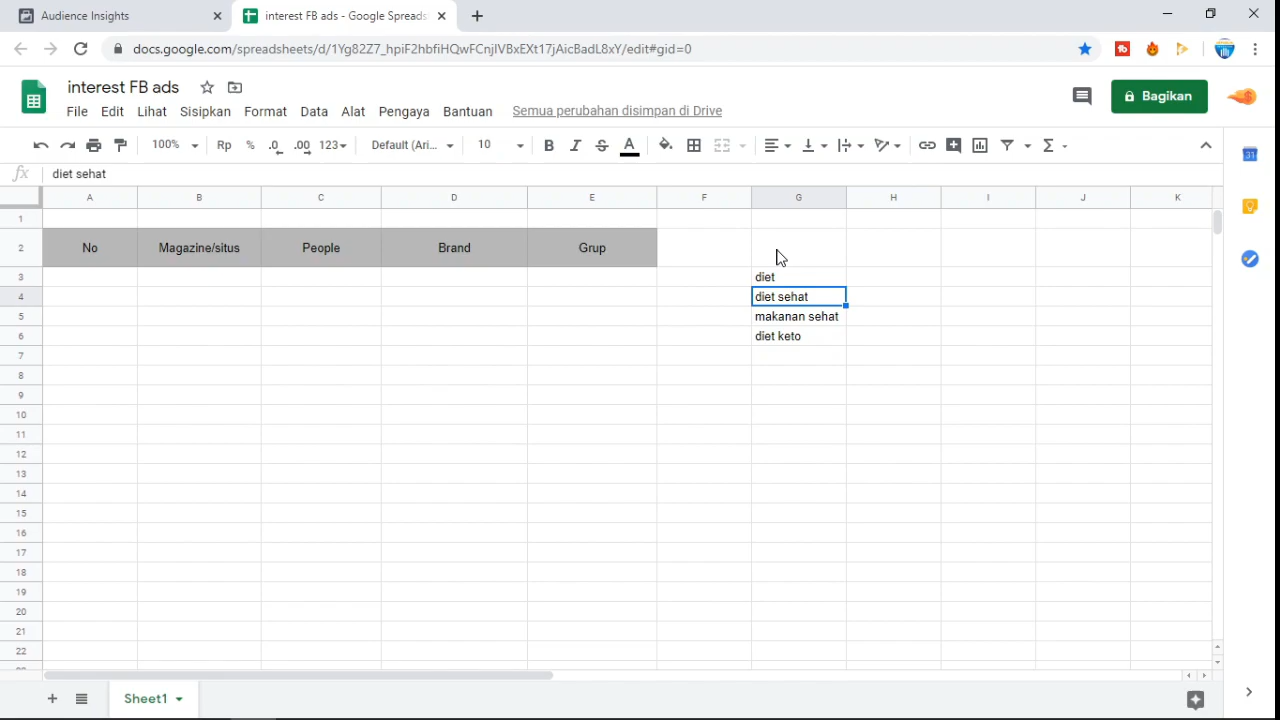 Audience Insights
interest FB ads - Google Spreads
docs.google.com/spreadsheets/d/1Yg82Z7_hpiF2hbfiHQwFCnjIVBxEXt17jAicBadL8xY/edit#gid=0
interest FB ads
File Edit Lihat Sisipkan Format Data Alat Pengaya Bantuan Semua perubahan disimpan di Drive
Bagikan
100% Rp % .0 .00 123 Default (Ari... 10 B I S A Σ
fx diet sehat
A B C D E F G H I J K
1
2 No Magazine/situs People Brand Grup
3 diet
4 diet sehat
5 makanan sehat
6 diet keto
7
8
9
10
11
12
13
14
15
16
17
18
19
20
21
22
Sheet1